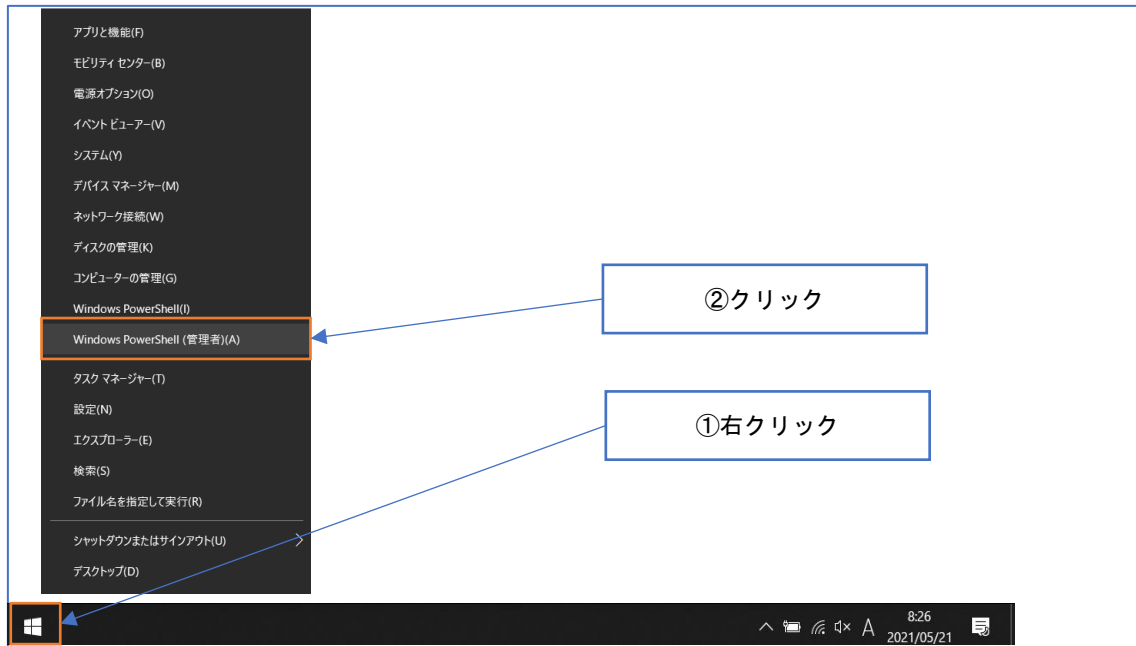 アプリと機能(F)
モビリティ センター(B)
電源オプション(O)
イベント ビューアー(V)
システム(Y)
デバイス マネージャー(M)
ネットワーク接続(W)
ディスクの管理(K)
コンピューターの管理(G)
Windows PowerShell(I)
Windows PowerShell (管理者)(A)
タスク マネージャー(T)
設定(N)
エクスプローラー(E)
検索(S)
ファイル名を指定して実行(R)
シャットダウンまたはサインアウト(U)
デスクトップ(D)
②クリック
①右クリック
A
8:26
2021/05/21